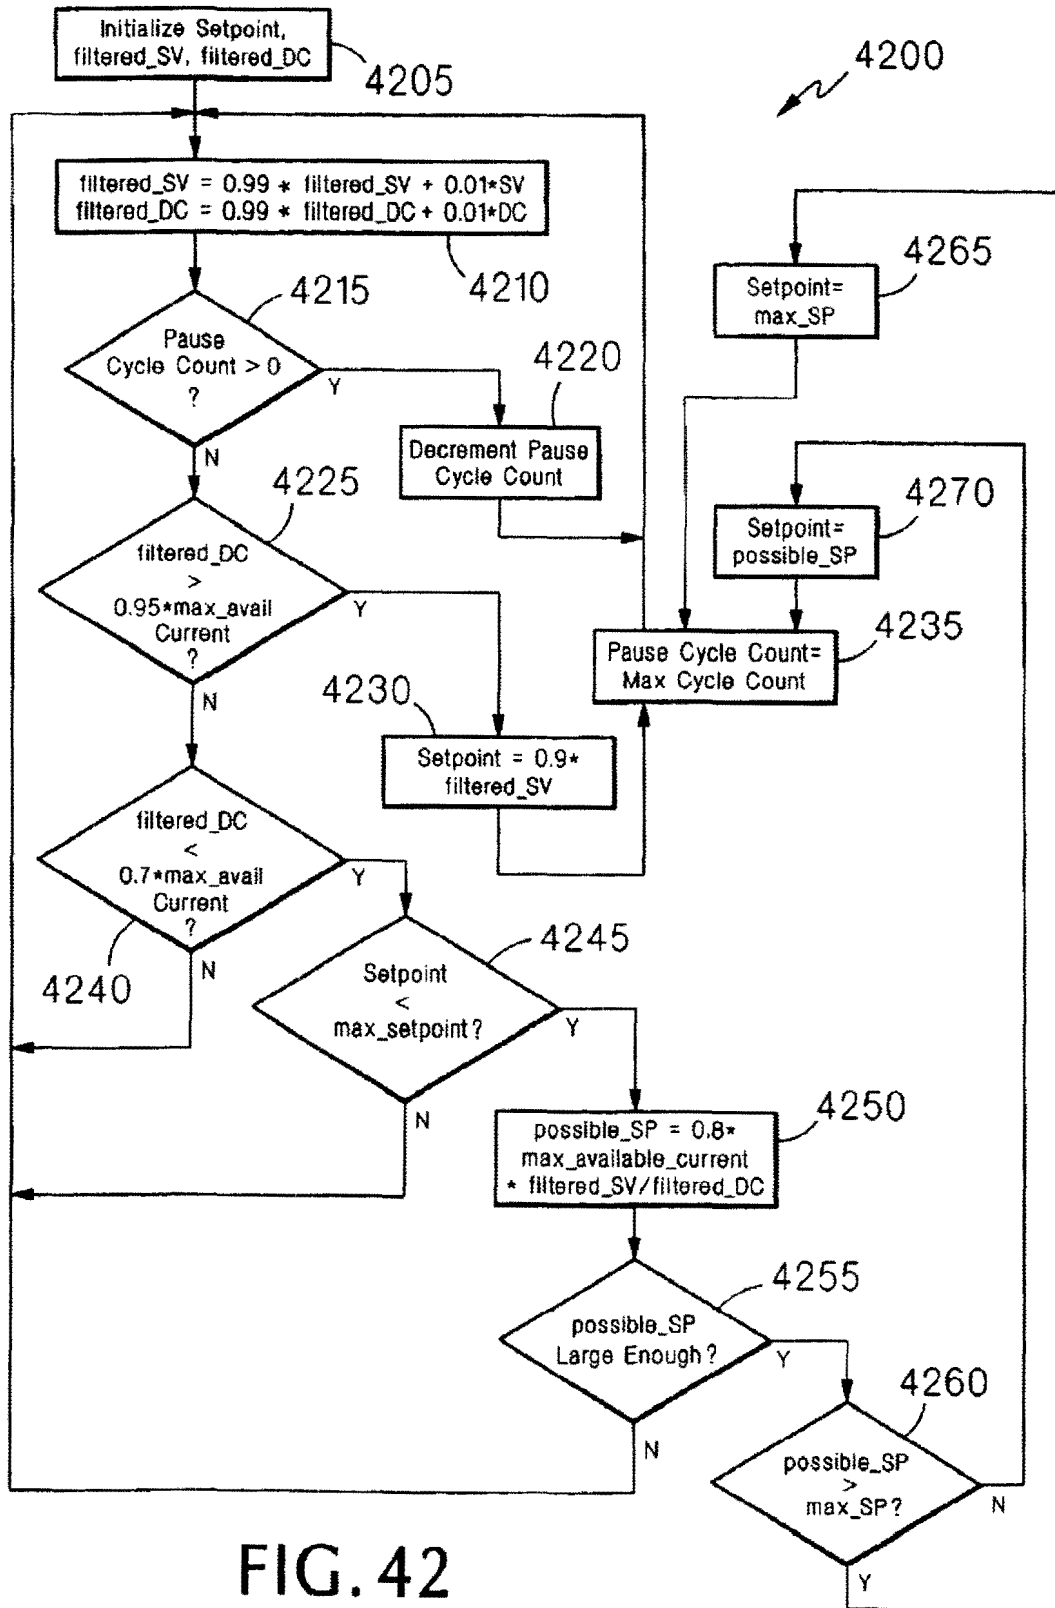 Initialize Setpoint,
filtered_SV, filtered_DC
4205
4200
filtered_SV = 0.99 * filtered_SV + 0.01*SV
filtered_DC = 0.99 * filtered_DC + 0.01*DC
4210
4215
Pause
Cycle Count > 0
?
Y
N
4220
Decrement Pause
Cycle Count
4265
Setpoint=
max_SP
4225
filtered_DC
>
0.95*max_avail
Current
?
Y
N
4270
Setpoint=
possible_SP
4235
Pause Cycle Count=
Max Cycle Count
4230
Setpoint = 0.9*
filtered_SV
filtered_DC
<
0.7*max_avail
Current
?
Y
N
4240
4245
Setpoint
<
max_setpoint?
Y
N
4250
possible_SP = 0.8*
max_available_current
* filtered_SV/filtered_DC
4255
possible_SP
Large Enough?
Y
N
4260
possible_SP
>
max_SP?
N
Y
FIG. 42